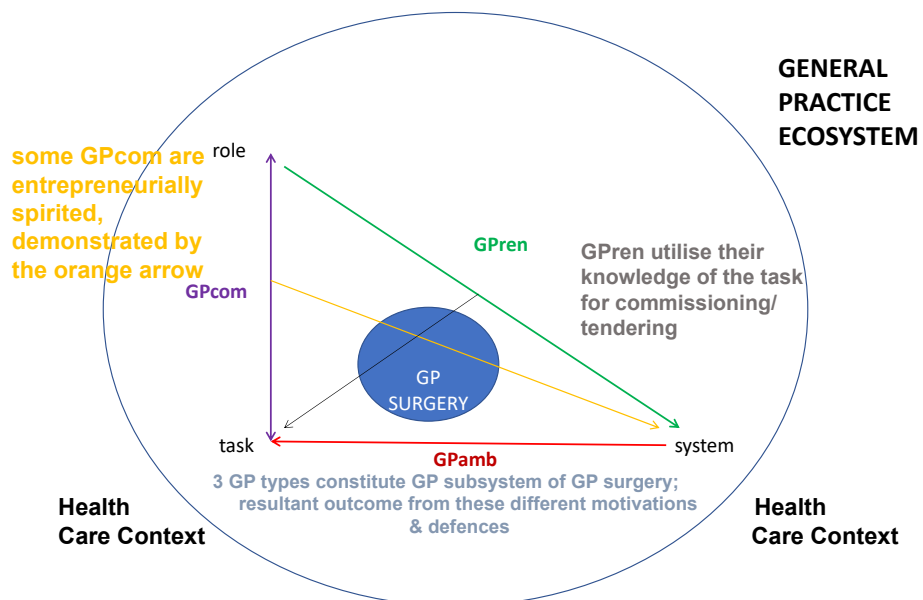 GENERAL
PRACTICE
ECOSYSTEM
role
some GPcom are
entrepreneurially
spirited,
demonstrated by
the orange arrow
GPcom
GPren
GPren utilise their
knowledge of the task
for commissioning/
tendering
GP
SURGERY
task
system
GPamb
3 GP types constitute GP subsystem of GP surgery;
resultant outcome from these different motivations
& defences
Health
Care Context
Health
Care Context